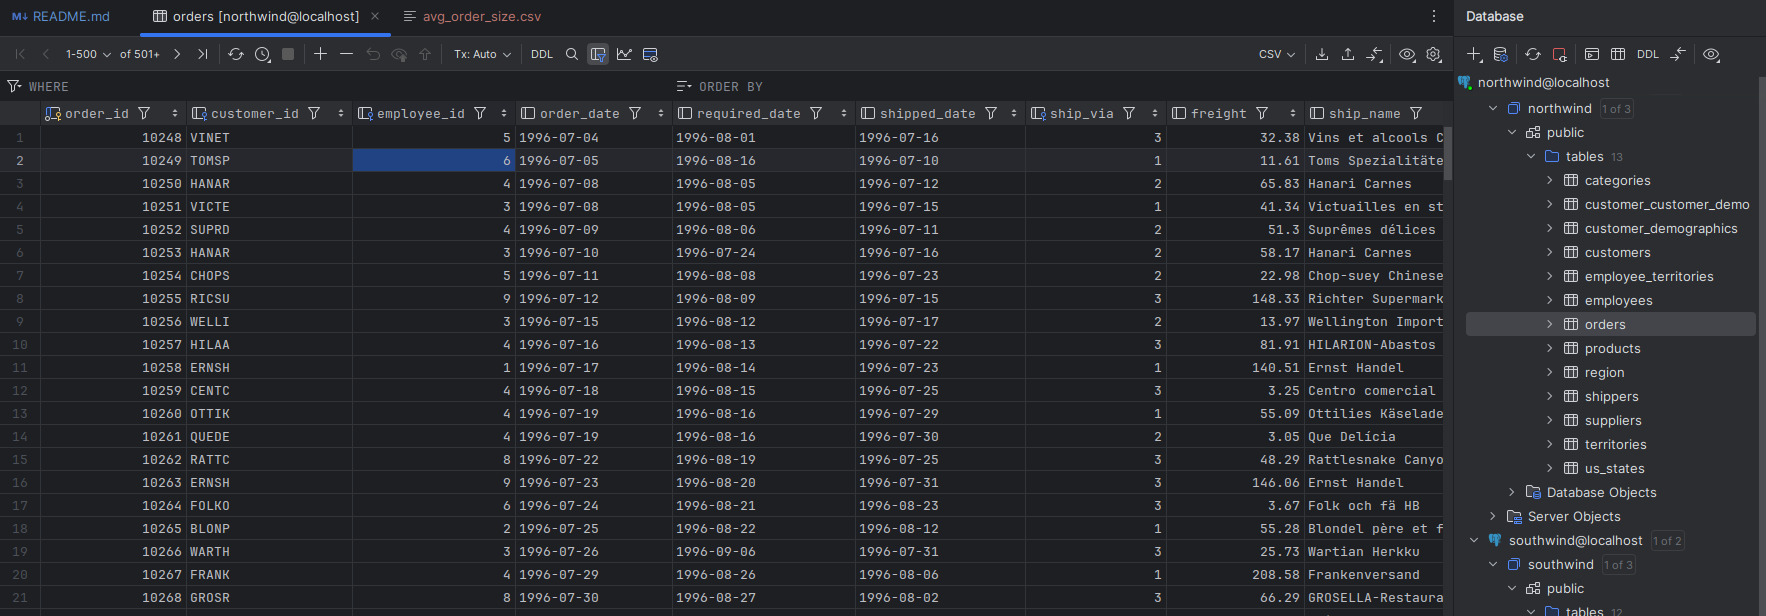 README.md orders [northwind@localhost] avg_order_size.csv
1-500 of 501+ Tx: Auto DDL CSV
WHERE ORDER BY
order_id customer_id employee_id order_date required_date shipped_date ship_via freight ship_name
1 10248 VINET 5 1996-07-04 1996-08-01 1996-07-16 3 32.38 Vins et alcools C
2 10249 TOMSP 6 1996-07-05 1996-08-16 1996-07-10 1 11.61 Toms Spezialitäte
3 10250 HANAR 4 1996-07-08 1996-08-05 1996-07-12 2 65.83 Hanari Carnes
4 10251 VICTE 3 1996-07-08 1996-08-05 1996-07-15 1 41.34 Victuailles en st
5 10252 SUPRD 4 1996-07-09 1996-08-06 1996-07-11 2 51.3 Suprêmes délices
6 10253 HANAR 3 1996-07-10 1996-07-24 1996-07-16 2 58.17 Hanari Carnes
7 10254 CHOPS 5 1996-07-11 1996-08-08 1996-07-23 2 22.98 Chop-suey Chinese
8 10255 RICSU 9 1996-07-12 1996-08-09 1996-07-15 3 148.33 Richter Supermark
9 10256 WELLI 3 1996-07-15 1996-08-12 1996-07-17 2 13.97 Wellington Import
10 10257 HILAA 4 1996-07-16 1996-08-13 1996-07-22 3 81.91 HILARION-Abastos
11 10258 ERNSH 1 1996-07-17 1996-08-14 1996-07-23 1 140.51 Ernst Handel
12 10259 CENTC 4 1996-07-18 1996-08-15 1996-07-25 3 3.25 Centro comercial
13 10260 OTTIK 4 1996-07-19 1996-08-16 1996-07-29 1 55.09 Ottilies Käselade
14 10261 QUEDE 4 1996-07-19 1996-08-16 1996-07-30 2 3.05 Que Delícia
15 10262 RATTC 8 1996-07-22 1996-08-19 1996-07-25 3 48.29 Rattlesnake Canyo
16 10263 ERNSH 9 1996-07-23 1996-08-20 1996-07-31 3 146.06 Ernst Handel
17 10264 FOLKO 6 1996-07-24 1996-08-21 1996-08-23 3 3.67 Folk och fä HB
18 10265 BLONP 2 1996-07-25 1996-08-22 1996-08-12 1 55.28 Blondel père et f
19 10266 WARTH 3 1996-07-26 1996-09-06 1996-07-31 3 25.73 Wartian Herkku
20 10267 FRANK 4 1996-07-29 1996-08-26 1996-08-06 1 208.58 Frankenversand
21 10268 GROSR 8 1996-07-30 1996-08-27 1996-08-02 3 66.29 GROSELLA-Restaura
Database
DDL
northwind@localhost
northwind 1 of 3
public
tables 13
categories
customer_customer_demo
customer_demographics
customers
employee_territories
employees
orders
products
region
shippers
suppliers
territories
us_states
Database Objects
Server Objects
southwind@localhost 1 of 2
southwind 1 of 3
public
tables 12